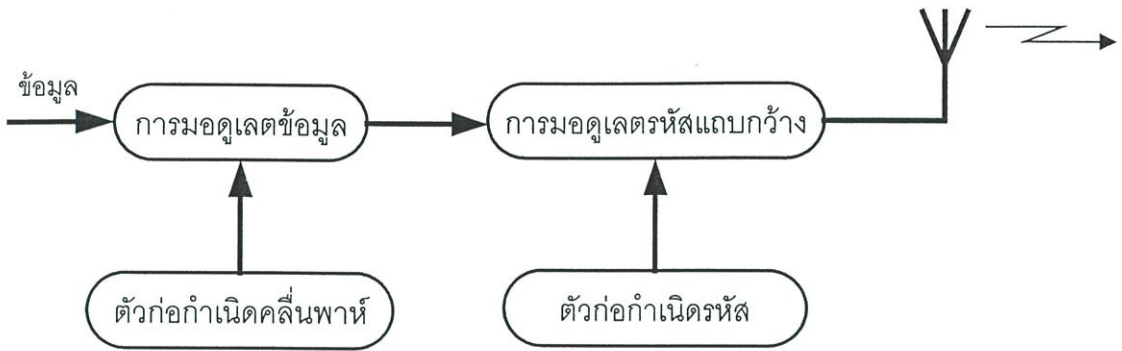 ข้อมูล
การมอดูเลตข้อมูล
การมอดูเลตรหัสแถบกว้าง
ตัวก่อกำเนิดคลื่นพาห์
ตัวก่อกำเนิดรหัส